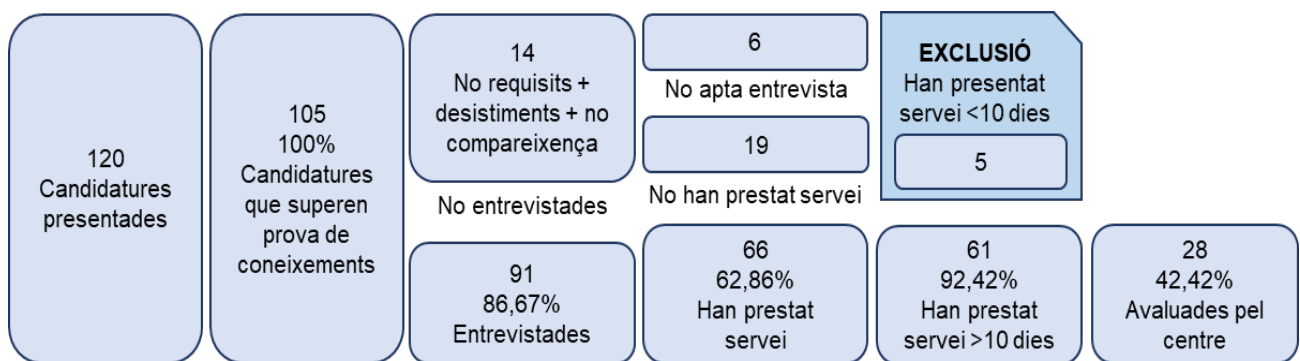 120
Candidatures
presentades
105
100%
Candidatures
que superen
prova de
coneixements
14
No requisits +
desistiments + no
compareixença
No entrevistades
91
86,67%
Entrevistades
6
No apta entrevista
19
No han prestat servei
66
62,86%
Han prestat
servei
EXCLUSIÓ
Han presentat
servei <10 dies
5
61
92,42%
Han prestat
servei >10 dies
28
42,42%
Avaluades pel
centre